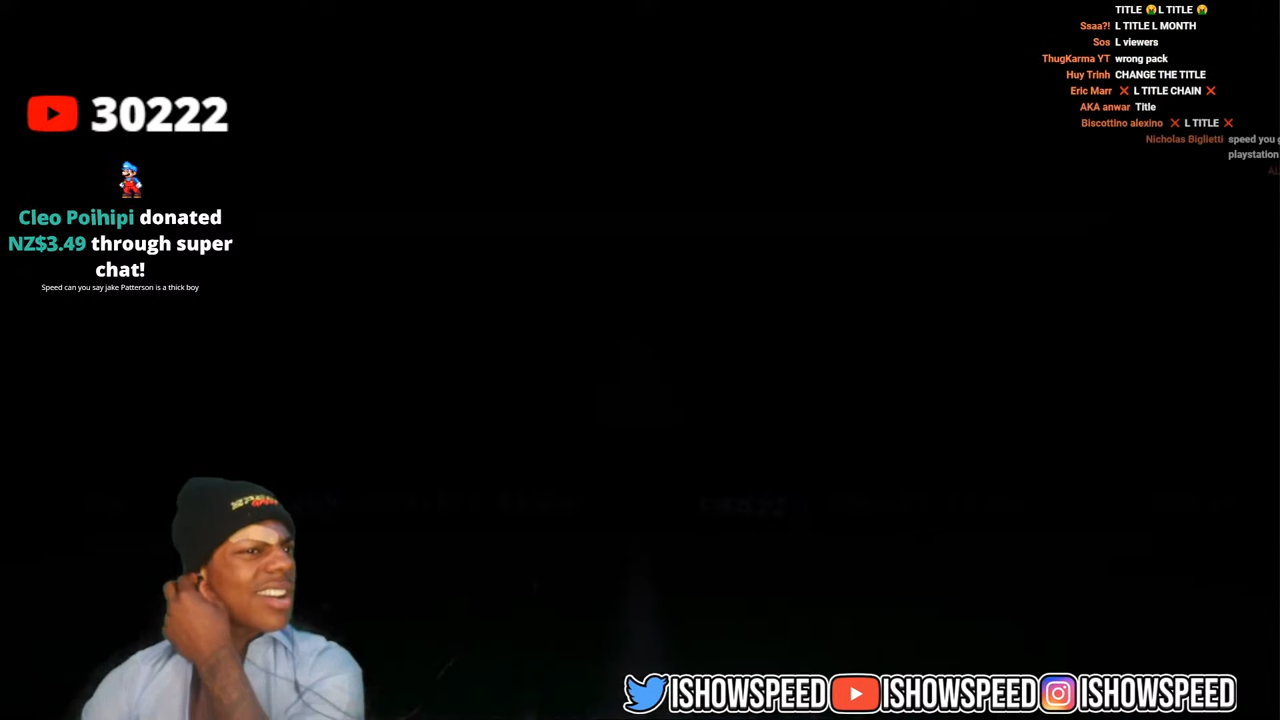 TITLE 🤮 L TITLE 🤮
Ssaa?! L TITLE L MONTH
Sos L viewers
ThugKarma YT wrong pack
Huy Trinh CHANGE THE TITLE
Eric Marr ❌ L TITLE CHAIN ❌
AKA anwar Title
Biscottino alexino ❌ L TITLE ❌
Nicholas Biglietti speed you
playstation
30222
Cleo Poihipi donated
NZ$3.49 through super
chat!
Speed can you say jake Patterson is a thick boy
ISHOWSPEED ISHOWSPEED ISHOWSPEED